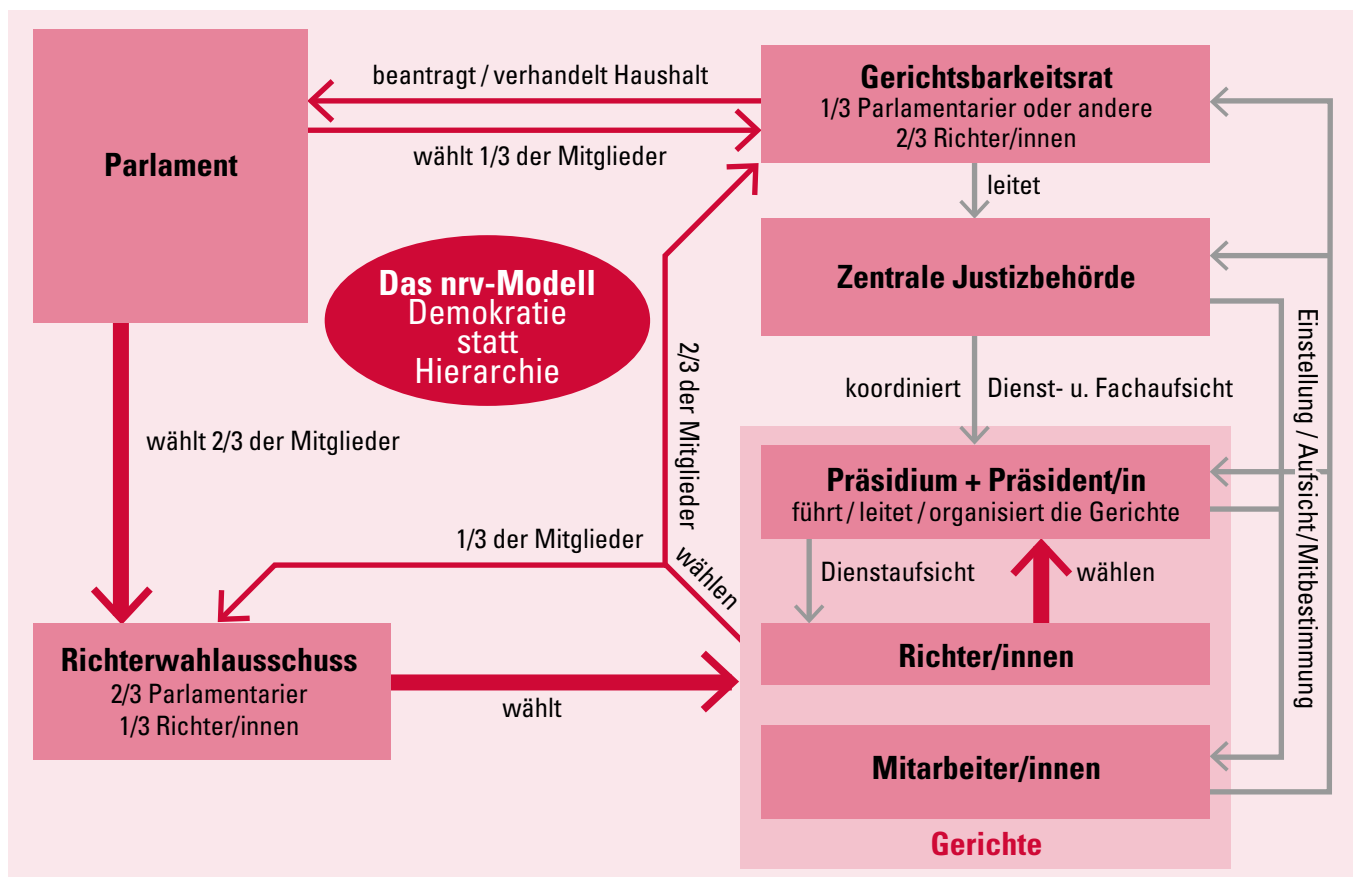 Parlament
beantragt / verhandelt Haushalt
wählt 1/3 der Mitglieder
Gerichtsbarkeitsrat
1/3 Parlamentarier oder andere
2/3 Richter/innen
leitet
Das nrv-Modell
Demokratie
statt
Hierarchie
Zentrale Justizbehörde
2/3 der Mitglieder
Einstellung / Aufsicht/Mitbestimmung
koordiniert
Dienst- u. Fachaufsicht
wählt 2/3 der Mitglieder
Präsidium + Präsident/in
führt / leitet / organisiert die Gerichte
1/3 der Mitglieder
wählen
Dienstaufsicht
wählen
Richterwahlausschuss
2/3 Parlamentarier
1/3 Richter/innen
wählt
Richter/innen
Mitarbeiter/innen
Gerichte